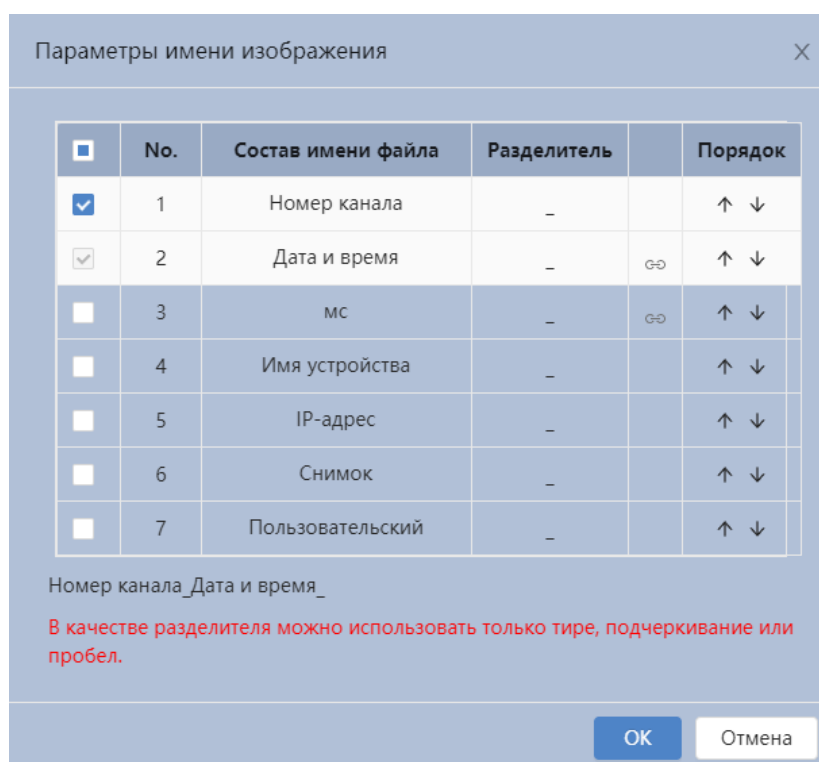 Параметры имени изображения
No. Состав имени файла Разделитель Порядок
1 Номер канала _
2 Дата и время _
3 мс _
4 Имя устройства _
5 IP-адрес _
6 Снимок _
7 Пользовательский _
Номер канала_Дата и время_
В качестве разделителя можно использовать только тире, подчеркивание или
пробел.
OK Отмена